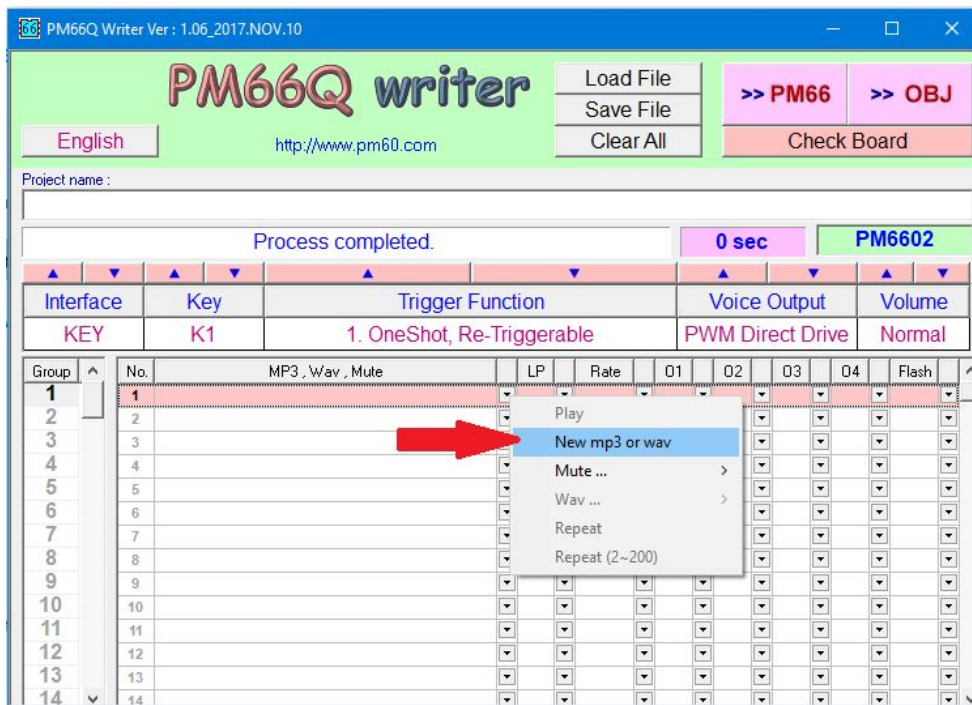 PM66Q Writer Ver : 1.06_2017.NOV.10
PM66Q writer
Load File
Save File
Clear All
>> PM66
>> OBJ
English
http://www.pm60.com
Check Board
Project name :
Process completed.
0 sec
PM6602
Interface Key Trigger Function Voice Output Volume
KEY K1 1. OneShot, Re-Triggerable PWM Direct Drive Normal
Group No. MP3 , Wav , Mute LP Rate O1 O2 O3 O4 Flash
1 1
2 2
3 3
4 4
5 5
6 6
7 7
8 8
9 9
10 10
11 11
12 12
13 13
14 14
Play
New mp3 or wav
Mute ...
Wav ...
Repeat
Repeat (2~200)